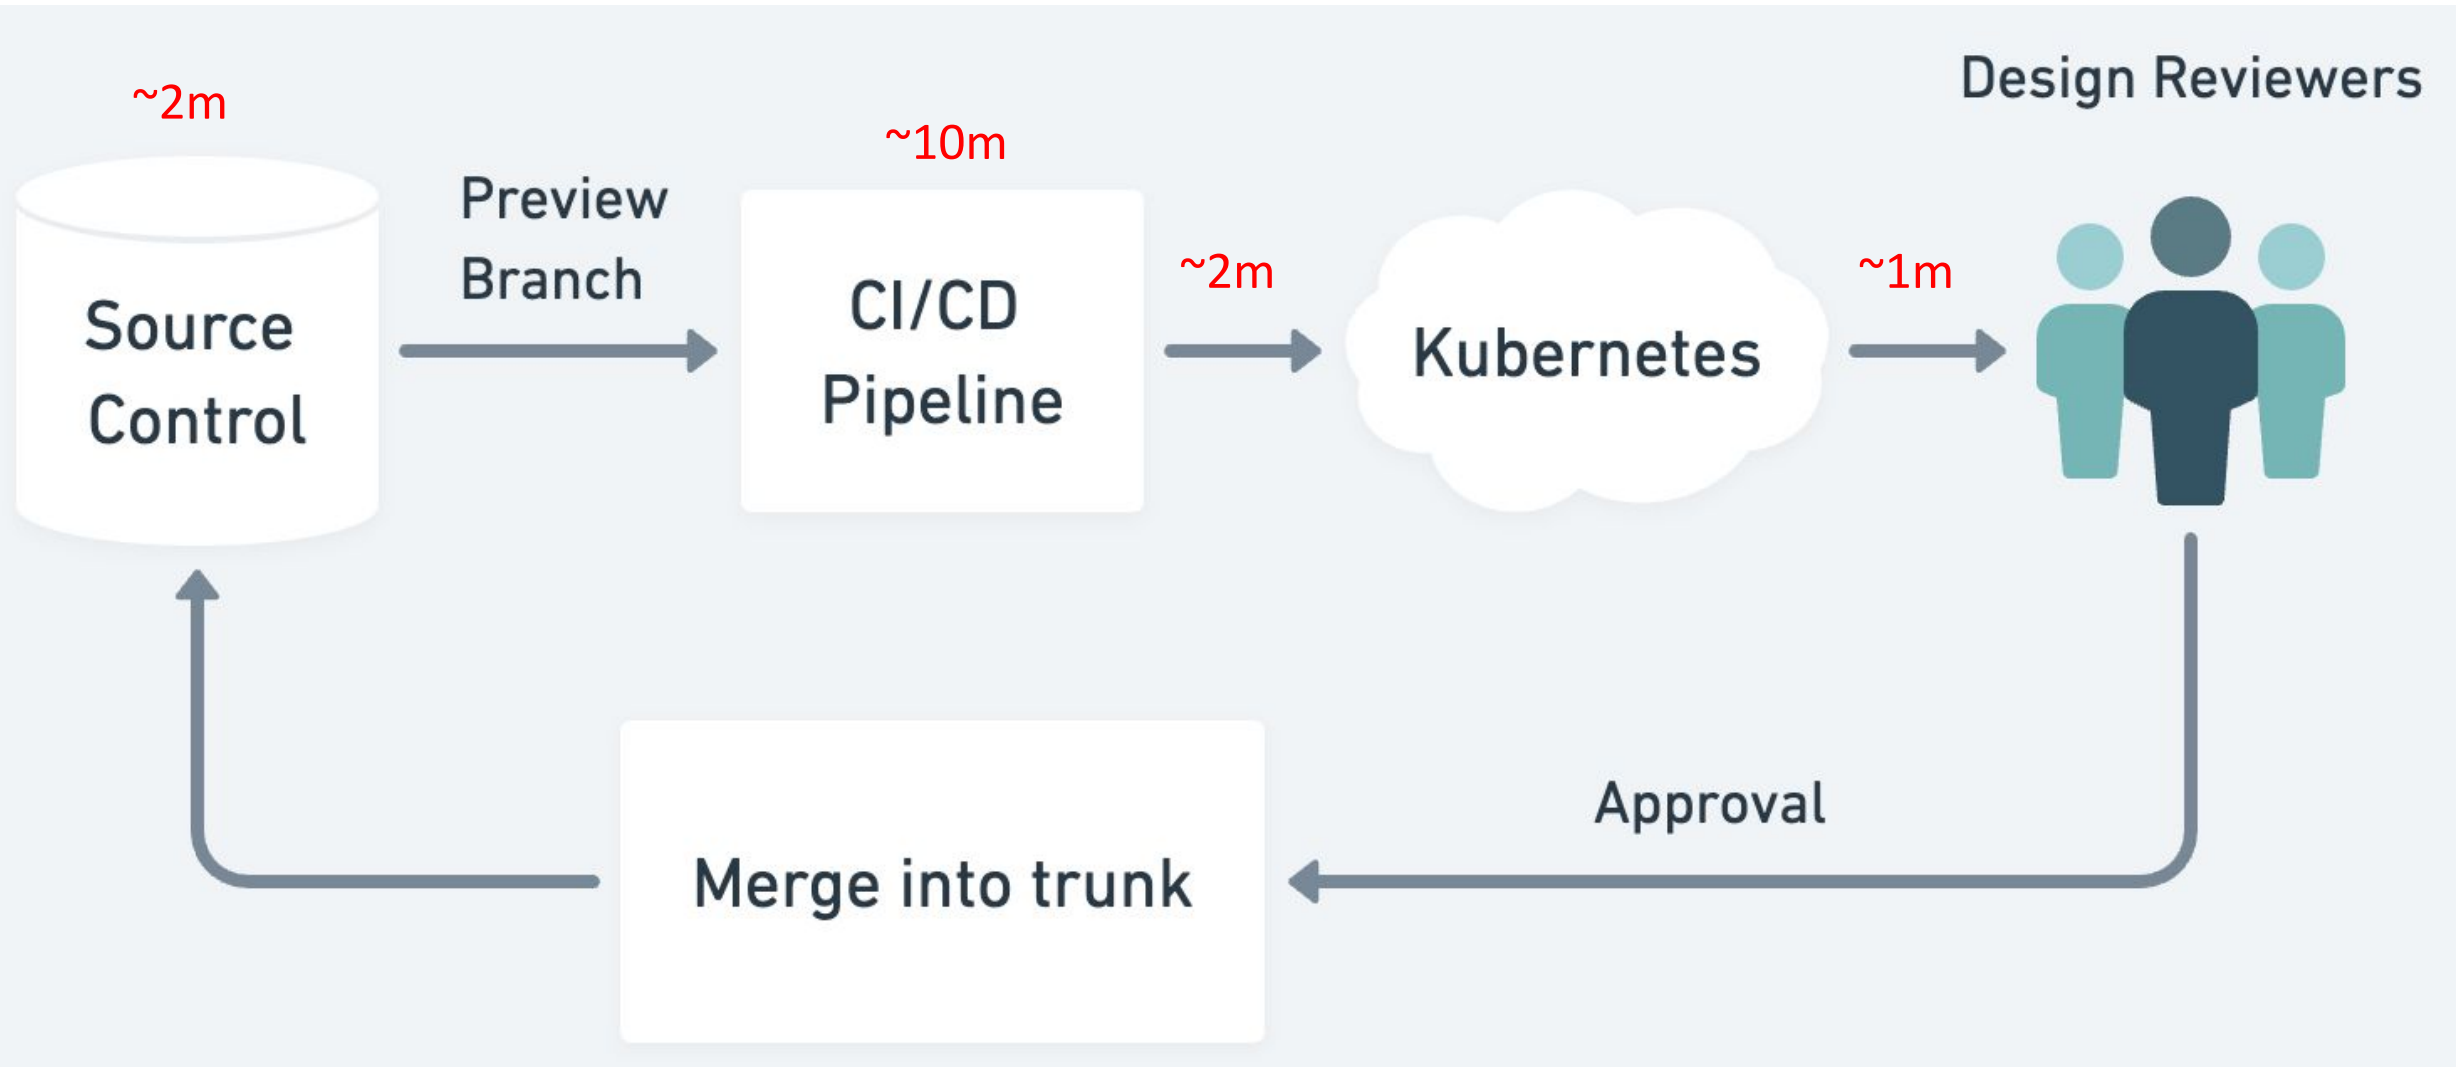 ~2m
Source
Control
Preview
Branch
~10m
CI/CD
Pipeline
~2m
Kubernetes
~1m
Design Reviewers
Approval
Merge into trunk